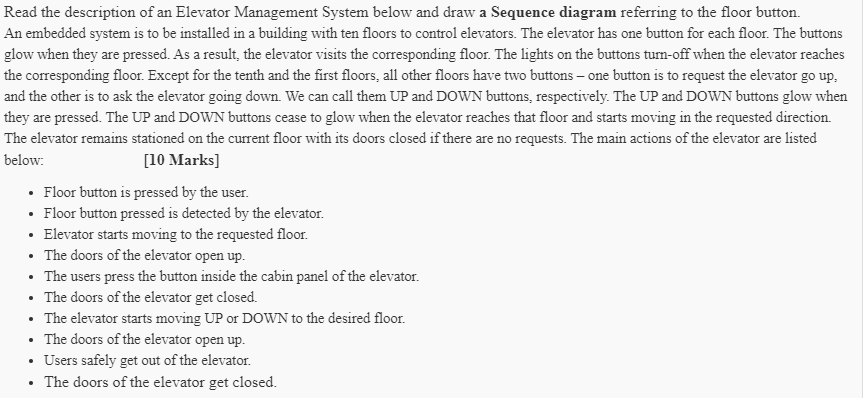 Read the description of an Elevator Management System below and draw a Sequence diagram referring to the floor button.
An embedded system is to be installed in a building with ten floors to control elevators. The elevator has one button for each floor. The buttons
glow when they are pressed. As a result, the elevator visits the corresponding floor. The lights on the buttons turn-off when the elevator reaches
the corresponding floor. Except for the tenth and the first floors, all other floors have two buttons – one button is to request the elevator go up,
and the other is to ask the elevator going down. We can call them UP and DOWN buttons, respectively. The UP and DOWN buttons glow when
they are pressed. The UP and DOWN buttons cease to glow when the elevator reaches that floor and starts moving in the requested direction.
The elevator remains stationed on the current floor with its doors closed if there are no requests. The main actions of the elevator are listed
below: [10 Marks]
• Floor button is pressed by the user.
• Floor button pressed is detected by the elevator.
• Elevator starts moving to the requested floor.
• The doors of the elevator open up.
• The users press the button inside the cabin panel of the elevator.
• The doors of the elevator get closed.
• The elevator starts moving UP or DOWN to the desired floor.
• The doors of the elevator open up.
• Users safely get out of the elevator.
• The doors of the elevator get closed.